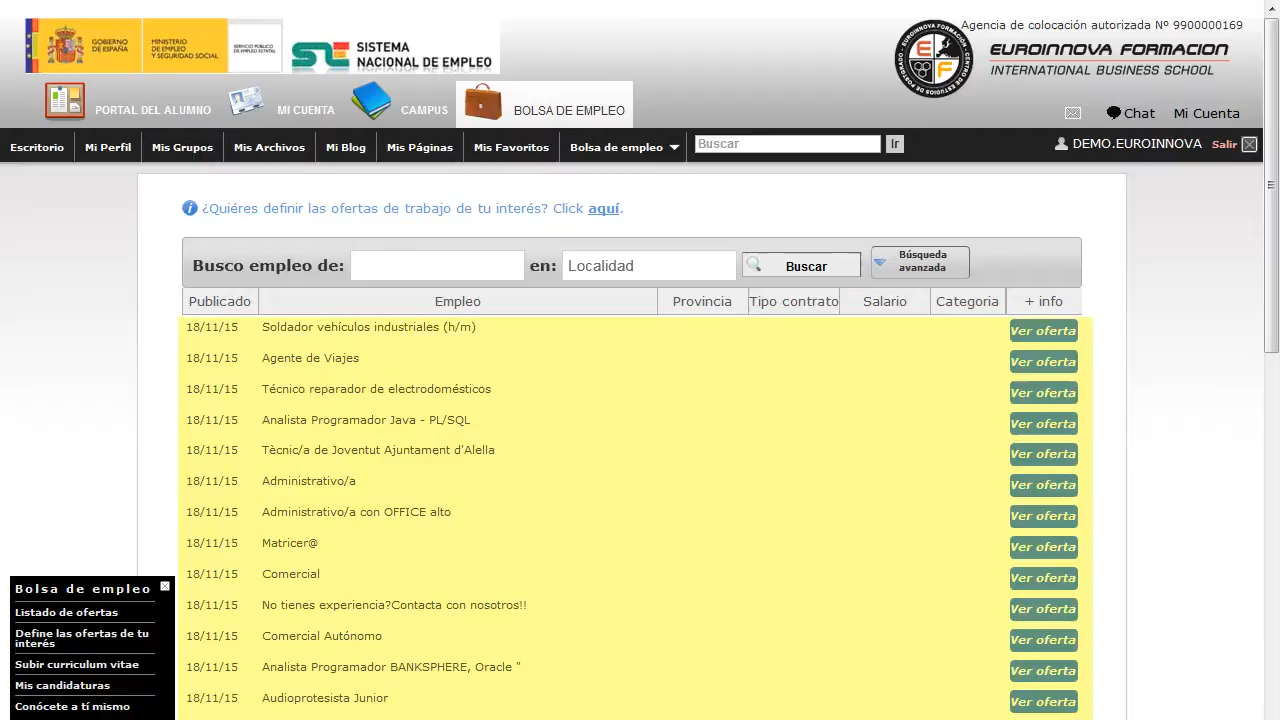 GOBIERNO
DE ESPAÑA
MINISTERIO
DE EMPLEO
Y SEGURIDAD SOCIAL
SERVICIO PÚBLICO
DE EMPLEO ESTATAL
SISTEMA
NACIONAL DE EMPLEO
Agencia de colocación autorizada Nº 9900000169
EUROINNOVA FORMACION
INTERNATIONAL BUSINESS SCHOOL
PORTAL DEL ALUMNO
MI CUENTA
CAMPUS
BOLSA DE EMPLEO
Chat
Mi Cuenta
Escritorio
Mi Perfil
Mis Grupos
Mis Archivos
Mi Blog
Mis Páginas
Mis Favoritos
Bolsa de empleo
Buscar
Ir
DEMO.EUROINNOVA
Salir
¿Quiéres definir las ofertas de trabajo de tu interés? Click aquí.
Busco empleo de:
en:
Localidad
Buscar
Búsqueda
avanzada
Publicado Empleo Provincia Tipo contrato Salario Categoria + info
18/11/15 Soldador vehículos industriales (h/m) Ver oferta
18/11/15 Agente de Viajes Ver oferta
18/11/15 Técnico reparador de electrodomésticos Ver oferta
18/11/15 Analista Programador Java - PL/SQL Ver oferta
18/11/15 Tècnic/a de Joventut Ajuntament d'Alella Ver oferta
18/11/15 Administrativo/a Ver oferta
18/11/15 Administrativo/a con OFFICE alto Ver oferta
18/11/15 Matricer@ Ver oferta
18/11/15 Comercial Ver oferta
18/11/15 No tienes experiencia?Contacta con nosotros!! Ver oferta
18/11/15 Comercial Autónomo Ver oferta
18/11/15 Analista Programador BANKSPHERE, Oracle " Ver oferta
18/11/15 Audioprotesista Junior Ver oferta
Bolsa de empleo
Listado de ofertas
Define las ofertas de tu
interés
Subir curriculum vitae
Mis candidaturas
Conócete a tí mismo